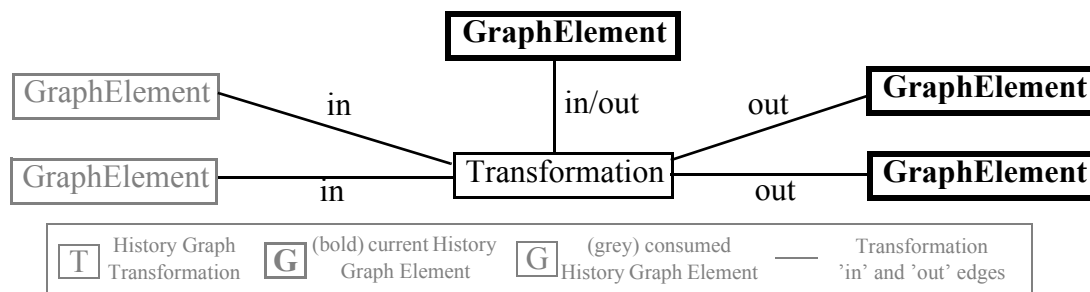 GraphElement
GraphElement
in
in/out
out
GraphElement
GraphElement
in
Transformation
out
GraphElement
T
History Graph
Transformation
G
(bold) current History
Graph Element
G
(grey) consumed
History Graph Element
Transformation
’in’ and ’out’ edges